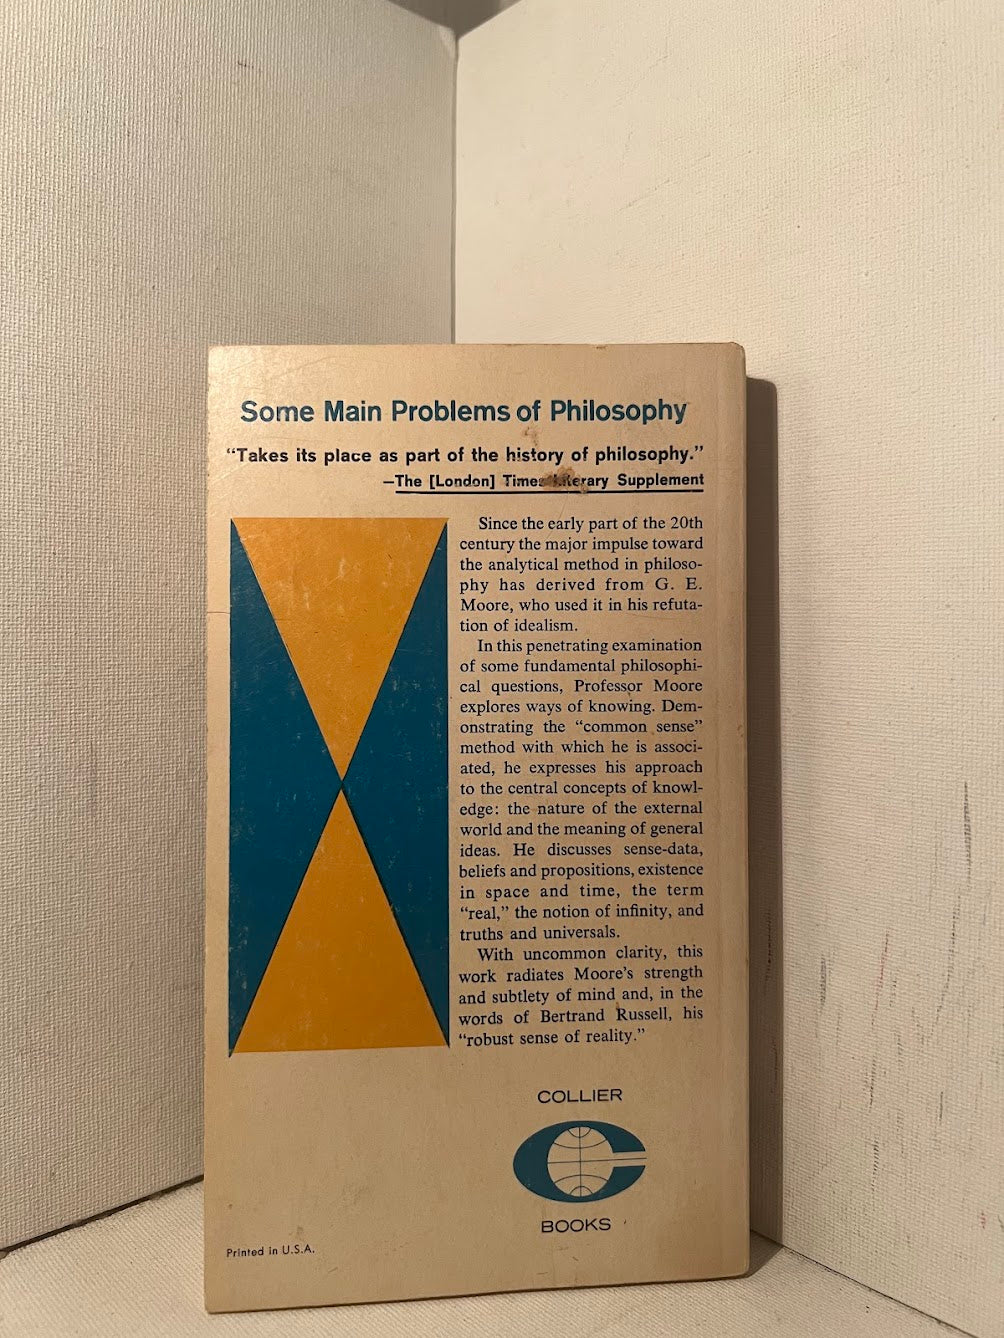 Some Main Problems of Philosophy
“Takes its place as part of the history of philosophy.”
—The [London] Times Literary Supplement
Since the early part of the 20th
century the major impulse toward
the analytical method in philoso-
phy has derived from G. E.
Moore, who used it in his refuta-
tion of idealism.
In this penetrating examination
of some fundamental philosophi-
cal questions, Professor Moore
explores ways of knowing. Dem-
onstrating the “common sense”
method with which he is associ-
ated, he expresses his approach
to the central concepts of knowl-
edge: the nature of the external
world and the meaning of general
ideas. He discusses sense-data,
beliefs and propositions, existence
in space and time, the term
“real,” the notion of infinity, and
truths and universals.
With uncommon clarity, this
work radiates Moore’s strength
and subtlety of mind and, in the
words of Bertrand Russell, his
“robust sense of reality.”
COLLIER
BOOKS
Printed in U.S.A.